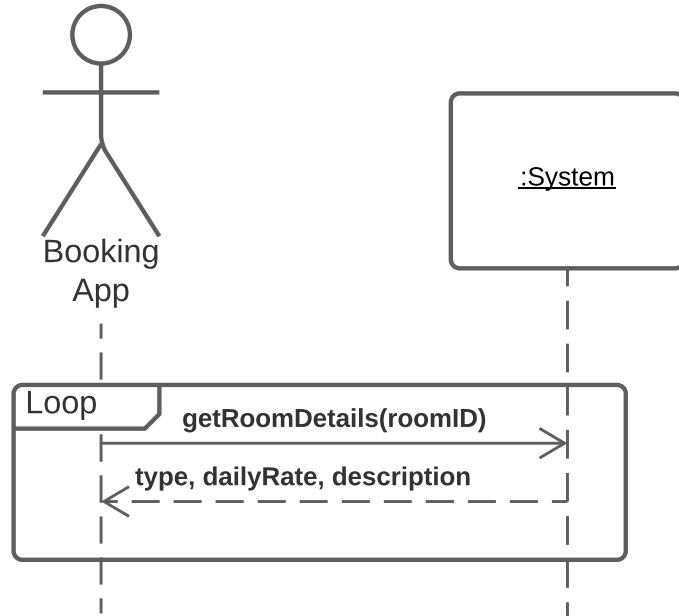 Booking
App
:System
Loop
getRoomDetails(roomID)
type, dailyRate, description